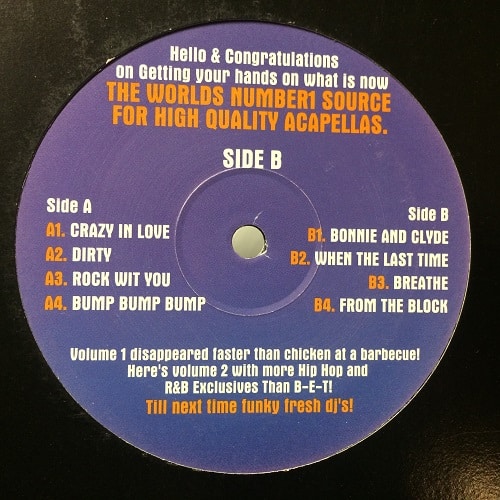 Hello & Congratulations
on Getting your hands on what is now
THE WORLDS NUMBER1 SOURCE
FOR HIGH QUALITY ACAPELLAS.
SIDE B
Side A
A1. CRAZY IN LOVE
A2. DIRTY
A3. ROCK WIT YOU
A4. BUMP BUMP BUMP
Side B
B1. BONNIE AND CLYDE
B2. WHEN THE LAST TIME
B3. BREATHE
B4. FROM THE BLOCK
Volume 1 disappeared faster than chicken at a barbecue!
Here's volume 2 with more Hip Hop and
R&B Exclusives Than B-E-T!
Till next time funky fresh dj's!